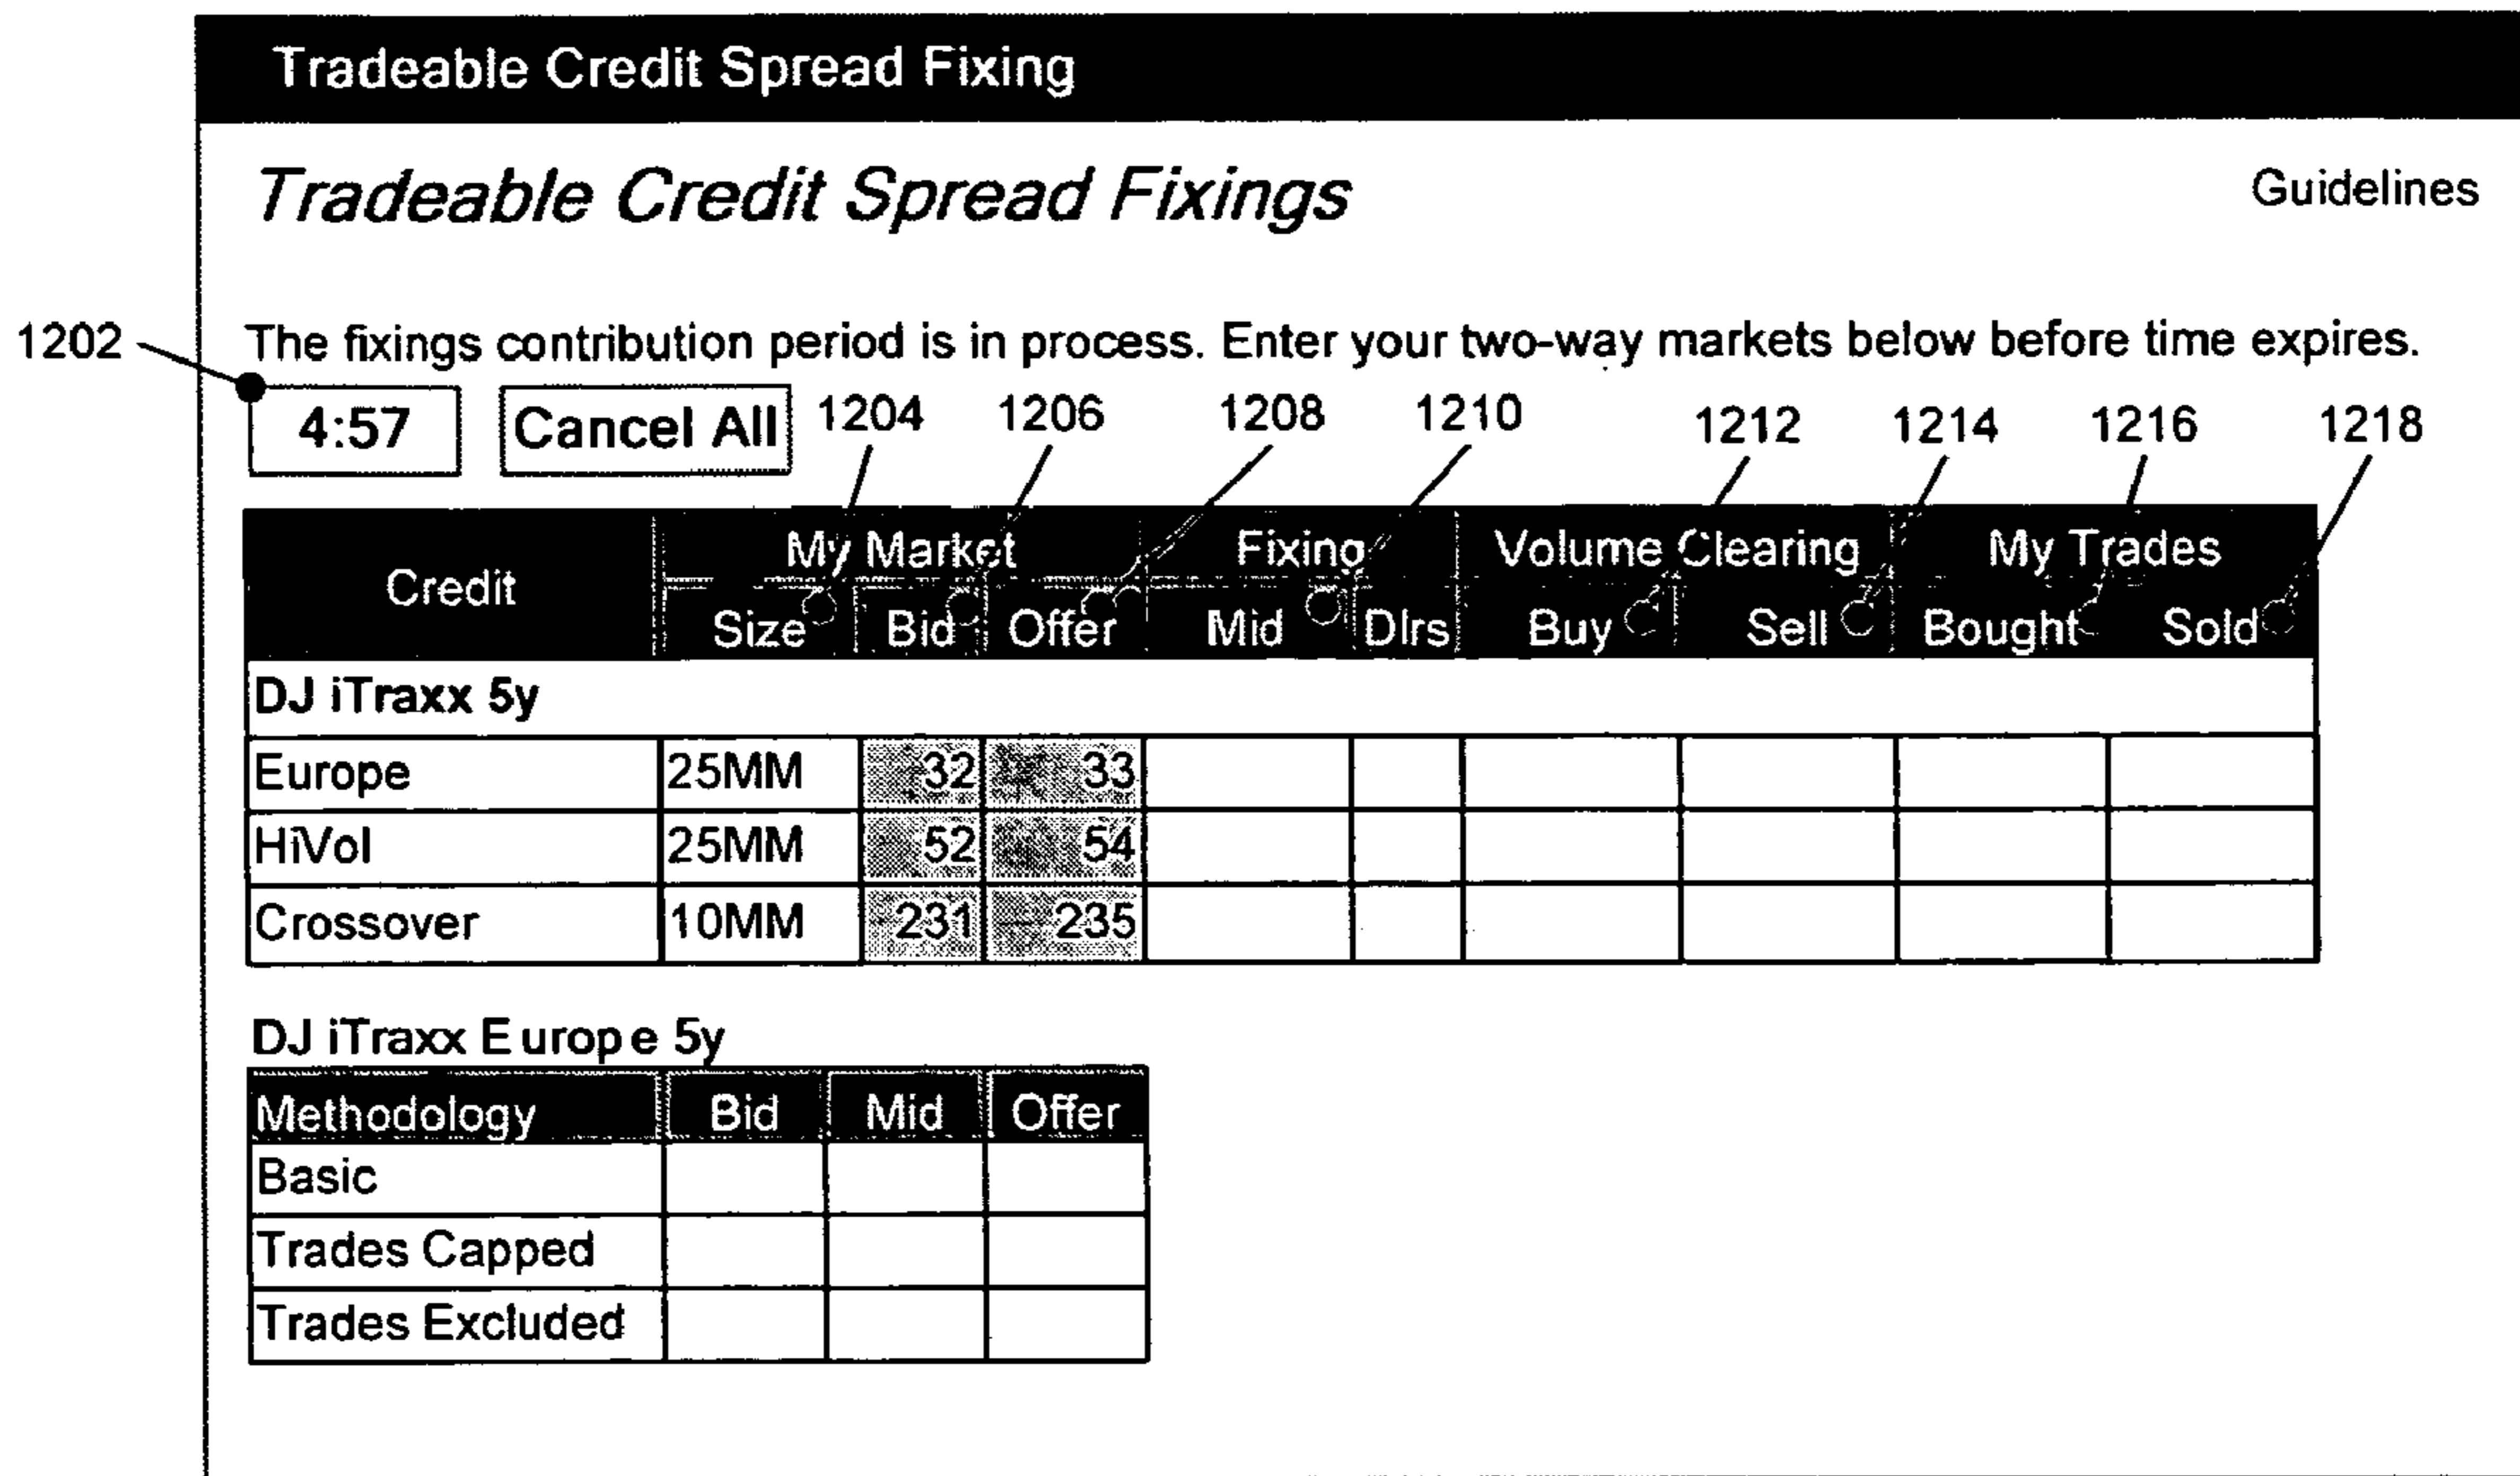 Tradeable Credit Spread Fixing
Tradeable Credit Spread Fixings Guidelines
1202 The fixings contribution period is in process. Enter your two-way markets below before time expires.
4:57 Cancel All 1204 1206 1208 1210 1212 1214 1216 1218
Credit My Market Fixing Volume Clearing My Trades
Size Bid Offer Mid Dlrs Buy Sell Bought Sold
DJ iTraxx 5y
Europe 25MM 32 33
HiVol 25MM 52 54
Crossover 10MM 231 235
DJ iTraxx Europe 5y
Methodology Bid Mid Offer
Basic
Trades Capped
Trades Excluded